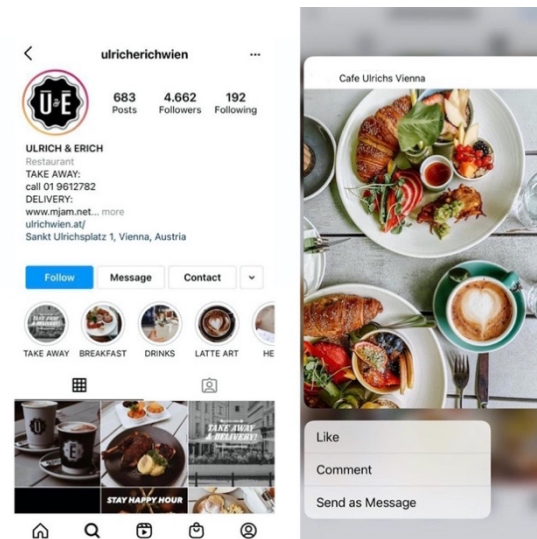 ulricherichwien
...
Ū&Ē
683 4.662 192
Posts Followers Following
ULRICH & ERICH
Restaurant
TAKE AWAY:
call 01 9612782
DELIVERY:
www.mjam.net... more
ulrichwien.at/
Sankt Ulrichsplatz 1, Vienna, Austria
Follow Message Contact
TAKE AWAY BREAKFAST DRINKS LATTE ART HE
TAKE AWAY
& DELIVERY!
STAY HAPPY HOUR
Cafe Ulrichs Vienna
Like
Comment
Send as Message